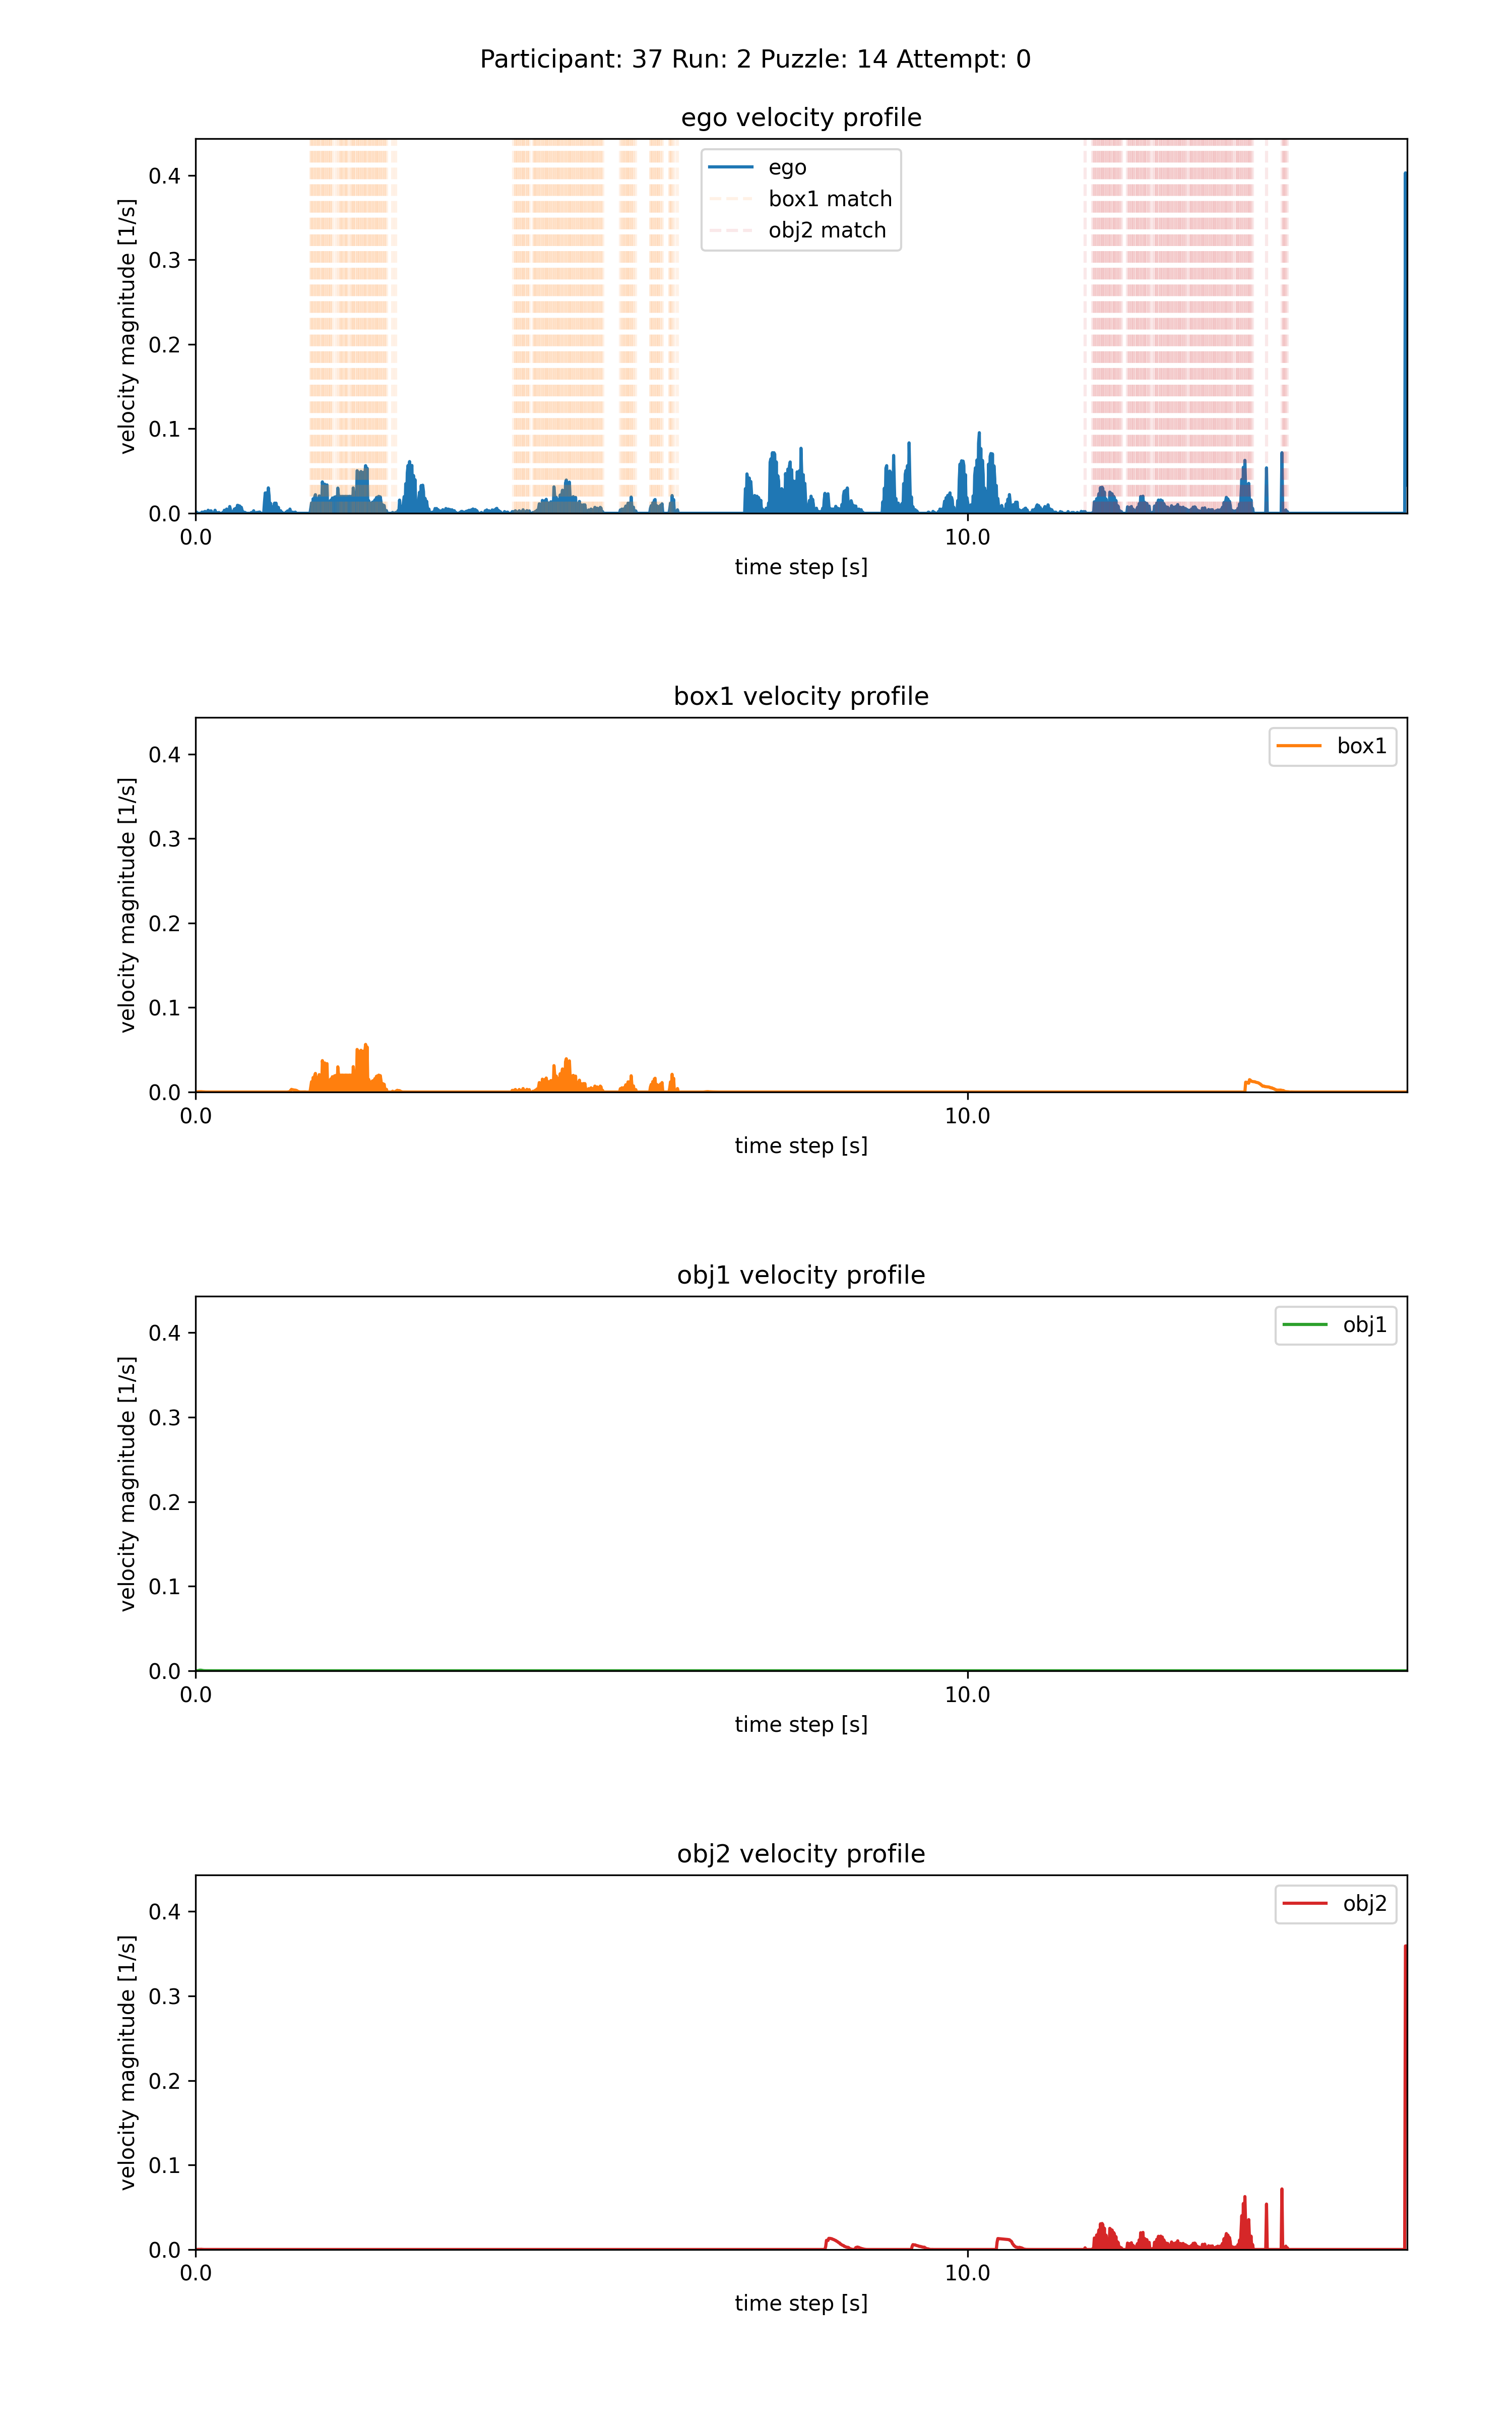 Participant: 37 Run: 2 Puzzle: 14 Attempt: 0
ego velocity profile
velocity magnitude [1/s]
0.4
0.3
0.2
0.1
0.0
ego
box1 match
obj2 match
0.0
10.0
time step [s]
box1 velocity profile
velocity magnitude [1/s]
0.4
0.3
0.2
0.1
0.0
box1
0.0
10.0
time step [s]
obj1 velocity profile
velocity magnitude [1/s]
0.4
0.3
0.2
0.1
0.0
obj1
0.0
10.0
time step [s]
obj2 velocity profile
velocity magnitude [1/s]
0.4
0.3
0.2
0.1
0.0
obj2
0.0
10.0
time step [s]